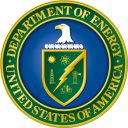 DEPARTMENT OF ENERGY
UNITED STATES OF AMERICA